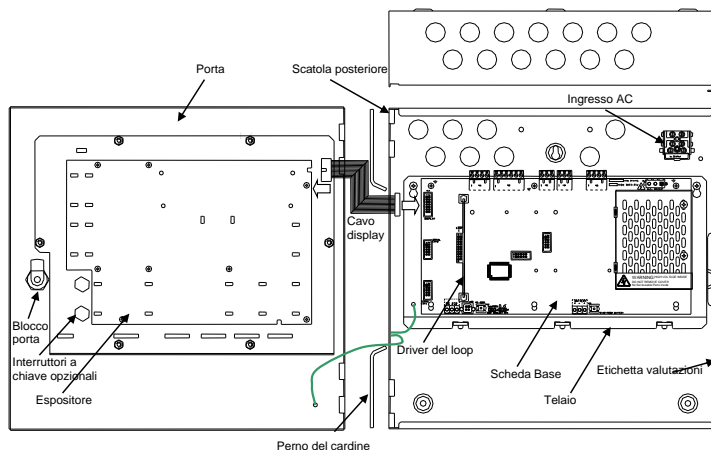 Porta
Scatola posteriore
Ingresso AC
Cavo
display
Blocco
porta
Interruttori a
chiave opzionali
Espositore
Driver del loop
Scheda Base
Etichetta valutazioni
Telaio
Perno del cardine
WARNING